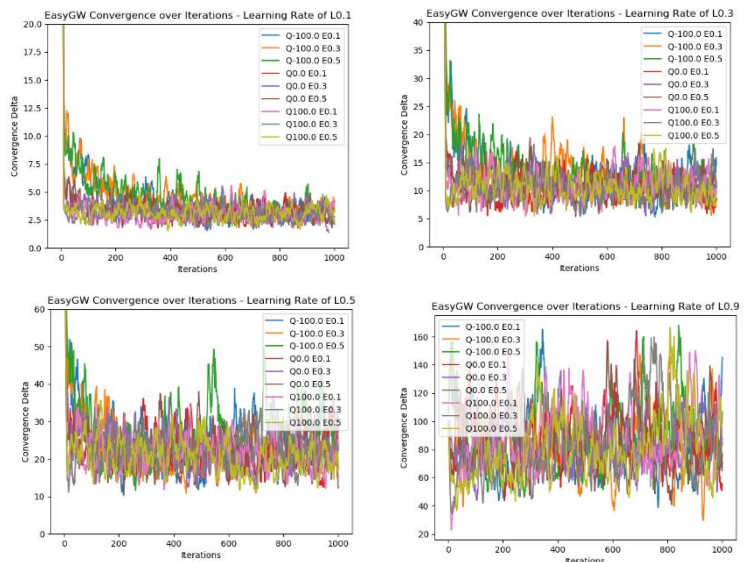 EasyGW Convergence over Iterations - Learning Rate of L0.1
20.0
17.5
15.0
12.5
10.0
7.5
5.0
2.5
0.0
Convergence Delta
Q-100.0 E0.1
Q-100.0 E0.3
Q-100.0 E0.5
Q0.0 E0.1
Q0.0 E0.3
Q0.0 E0.5
Q100.0 E0.1
Q100.0 E0.3
Q100.0 E0.5
0 200 400 600 800 1000
Iterations
EasyGW Convergence over Iterations - Learning Rate of L0.3
40
35
30
25
20
15
10
5
0
Convergence Delta
Q-100.0 E0.1
Q-100.0 E0.3
Q-100.0 E0.5
Q0.0 E0.1
Q0.0 E0.3
Q0.0 E0.5
Q100.0 E0.1
Q100.0 E0.3
Q100.0 E0.5
0 200 400 600 800 1000
Iterations
EasyGW Convergence over Iterations - Learning Rate of L0.5
60
50
40
30
20
10
0
Convergence Delta
Q-100.0 E0.1
Q-100.0 E0.3
Q-100.0 E0.5
Q0.0 E0.1
Q0.0 E0.3
Q0.0 E0.5
Q100.0 E0.1
Q100.0 E0.3
Q100.0 E0.5
0 200 400 600 800 1000
Iterations
EasyGW Convergence over Iterations - Learning Rate of L0.9
160
140
120
100
80
60
40
20
Convergence Delta
Q-100.0 E0.1
Q-100.0 E0.3
Q-100.0 E0.5
Q0.0 E0.1
Q0.0 E0.3
Q0.0 E0.5
Q100.0 E0.1
Q100.0 E0.3
Q100.0 E0.5
0 200 400 600 800 1000
Iterations